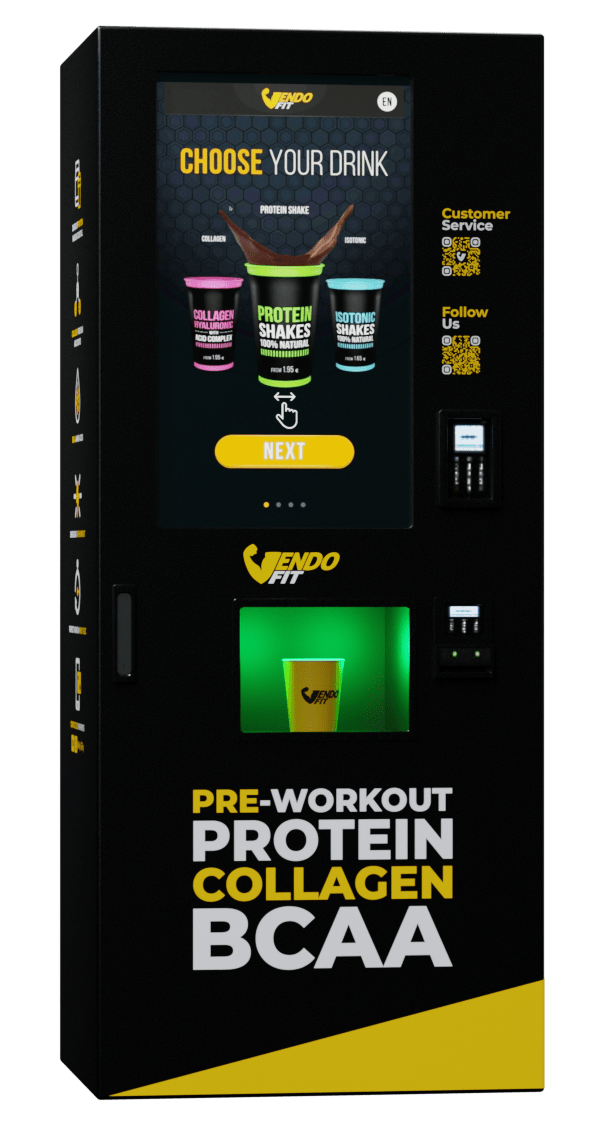 VENDO
FIT
EN
CHOOSE YOUR DRINK
PROTEIN SHAKE
COLLAGEN
ISOTONIC
COLLAGEN
HYALURONIC
WITH
ACID COMPLEX
FROM 1.95 €
PROTEIN
SHAKES
100% NATURAL
FROM 1.95 €
ISOTONIC
SHAKES
100% NATURAL
FROM 1.65 €
NEXT
Customer
Service
Follow
Us
VENDO
FIT
VENDO
FIT
PRE-WORKOUT
PROTEIN
COLLAGEN
BCAA